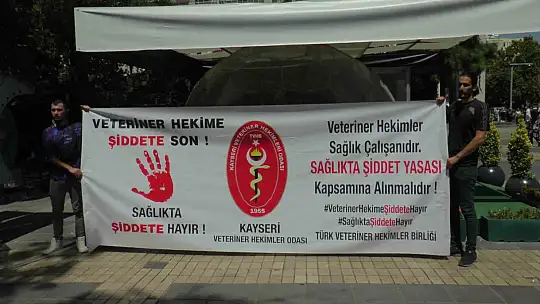 VETERİNER HEKİME
ŞİDDETE SON !
SAĞLIKTA
ŞİDDETE HAYIR !
KAYSERİ VETERİNER HEKİMLERİ ODASI
TVHB
1955
KAYSERİ
VETERİNER HEKİMLER ODASI
Veteriner Hekimler
Sağlık Çalışanıdır.
SAĞLIKTA ŞİDDET YASASI
Kapsamına Alınmalıdır !
#VeterinerHekimeŞiddeteHayır
#SağlıktaŞiddeteHayır
TÜRK VETERİNER HEKİMLER BİRLİĞİ